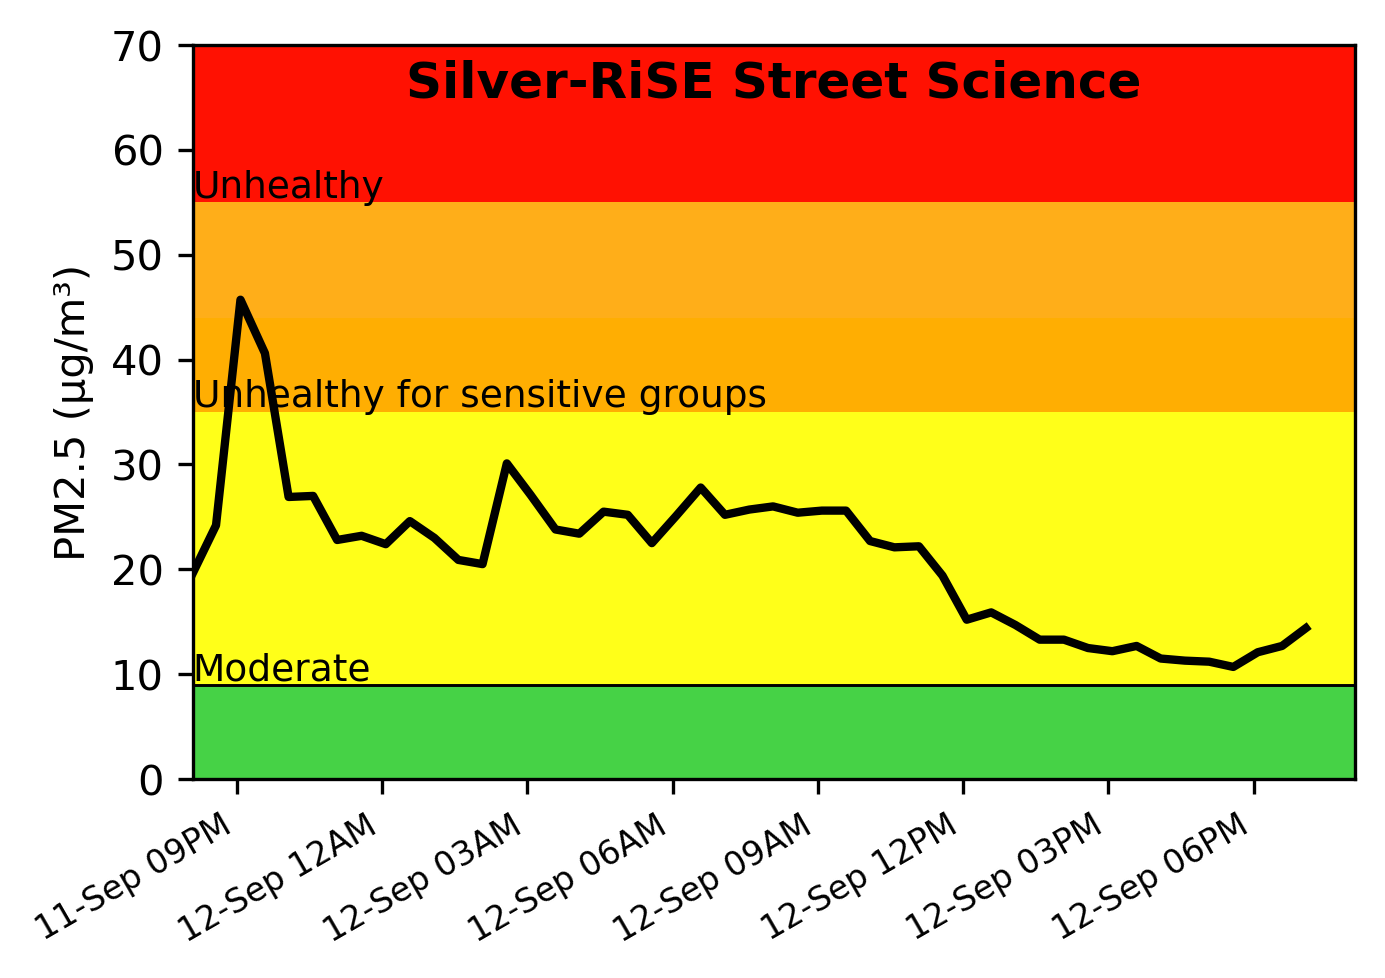 Silver-RiSE Street Science
70
60
Unhealthy
50
40
Unhealthy for sensitive groups
30
20
Moderate
10
0
PM2.5 (µg/m³)
11-Sep 09PM
12-Sep 12AM
12-Sep 03AM
12-Sep 06AM
12-Sep 09AM
12-Sep 12PM
12-Sep 03PM
12-Sep 06PM